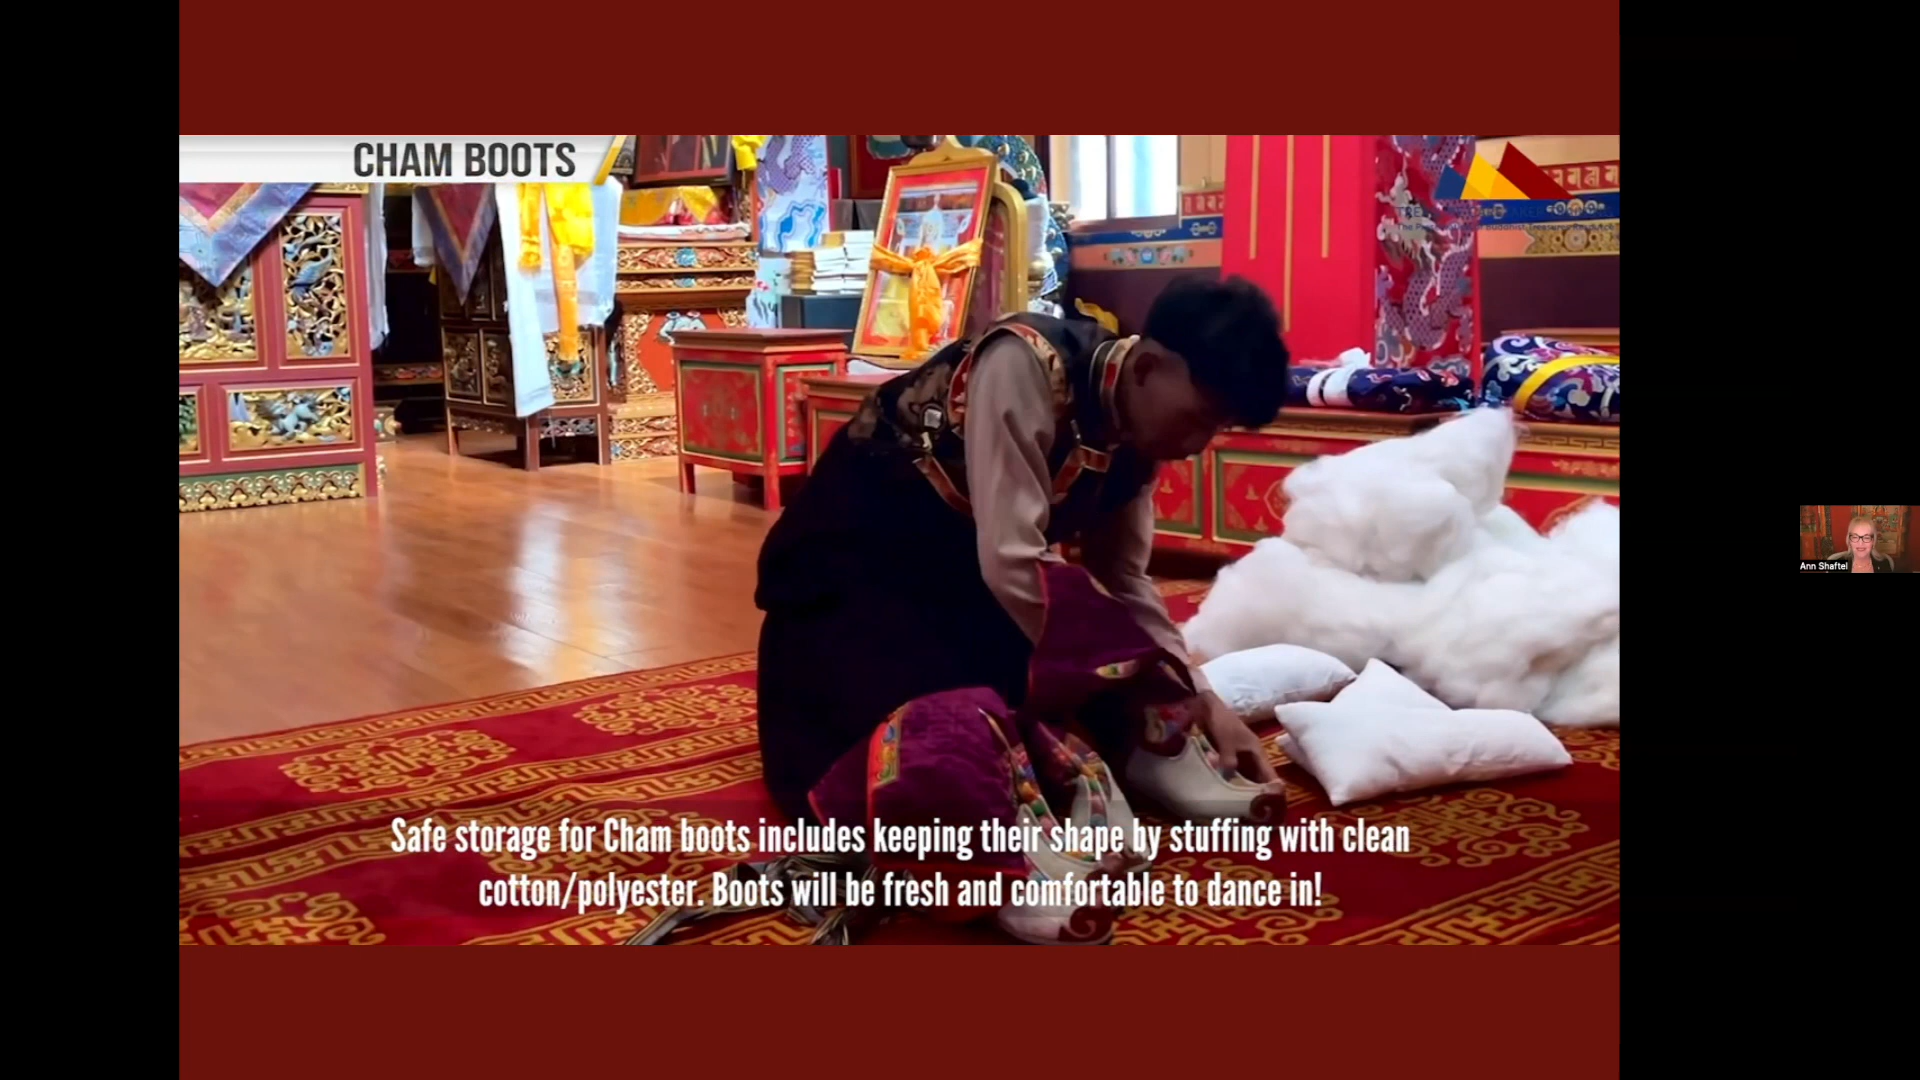 CHAM BOOTS
Safe storage for Cham boots includes keeping their shape by stuffing with clean
cotton/polyester. Boots will be fresh and comfortable to dance in!
Ann Shaftel